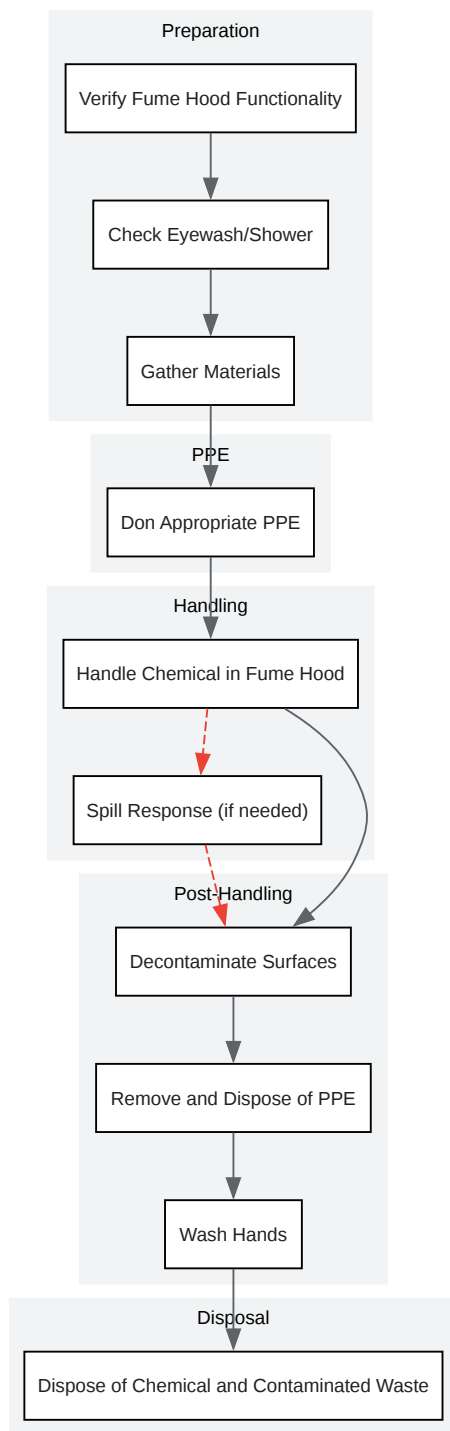 Preparation
Verify Fume Hood Functionality
Check Eyewash/Shower
Gather Materials
PPE
Don Appropriate PPE
Handling
Handle Chemical in Fume Hood
Spill Response (if needed)
Post-Handling
Decontaminate Surfaces
Remove and Dispose of PPE
Wash Hands
Disposal
Dispose of Chemical and Contaminated Waste